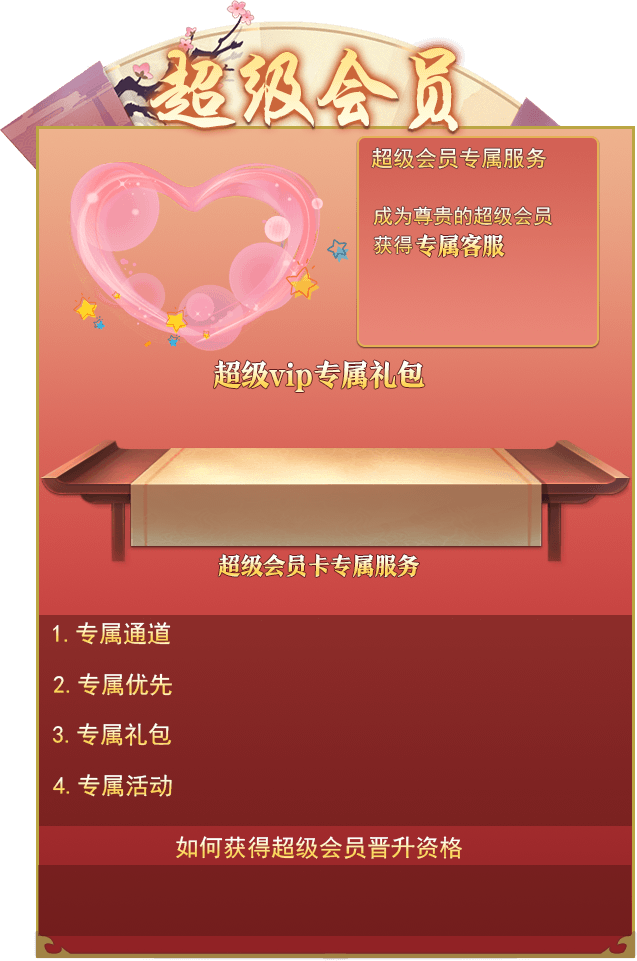 超级会员
超级会员专属服务
成为尊贵的超级会员
获得专属客服
超级vip专属礼包
超级会员卡专属服务
1.专属通道
2.专属优先
3.专属礼包
4.专属活动
如何获得超级会员晋升资格